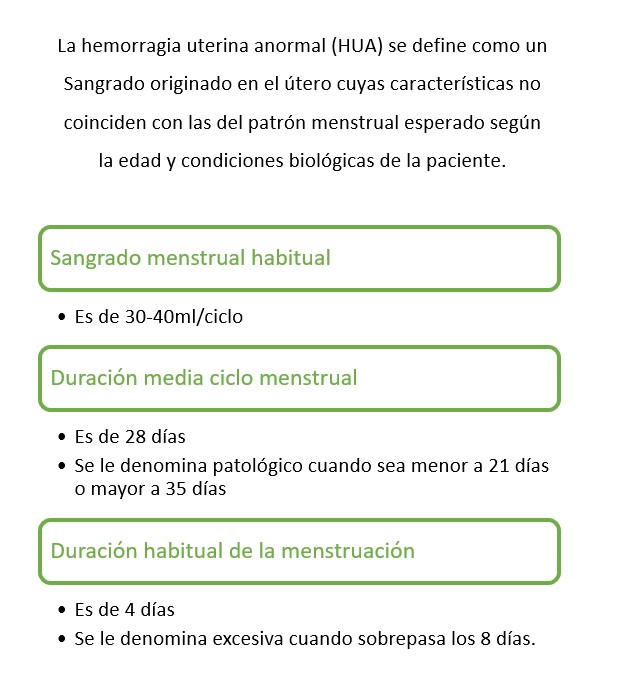 La hemorragia uterina anormal (HUA) se define como un
Sangrado originado en el útero cuyas características no
coinciden con las del patrón menstrual esperado según
la edad y condiciones biológicas de la paciente.
Sangrado menstrual habitual
• Es de 30-40ml/ciclo
Duración media ciclo menstrual
• Es de 28 días
• Se le denomina patológico cuando sea menor a 21 días
o mayor a 35 días
Duración habitual de la menstruación
• Es de 4 días
• Se le denomina excesiva cuando sobrepasa los 8 días.